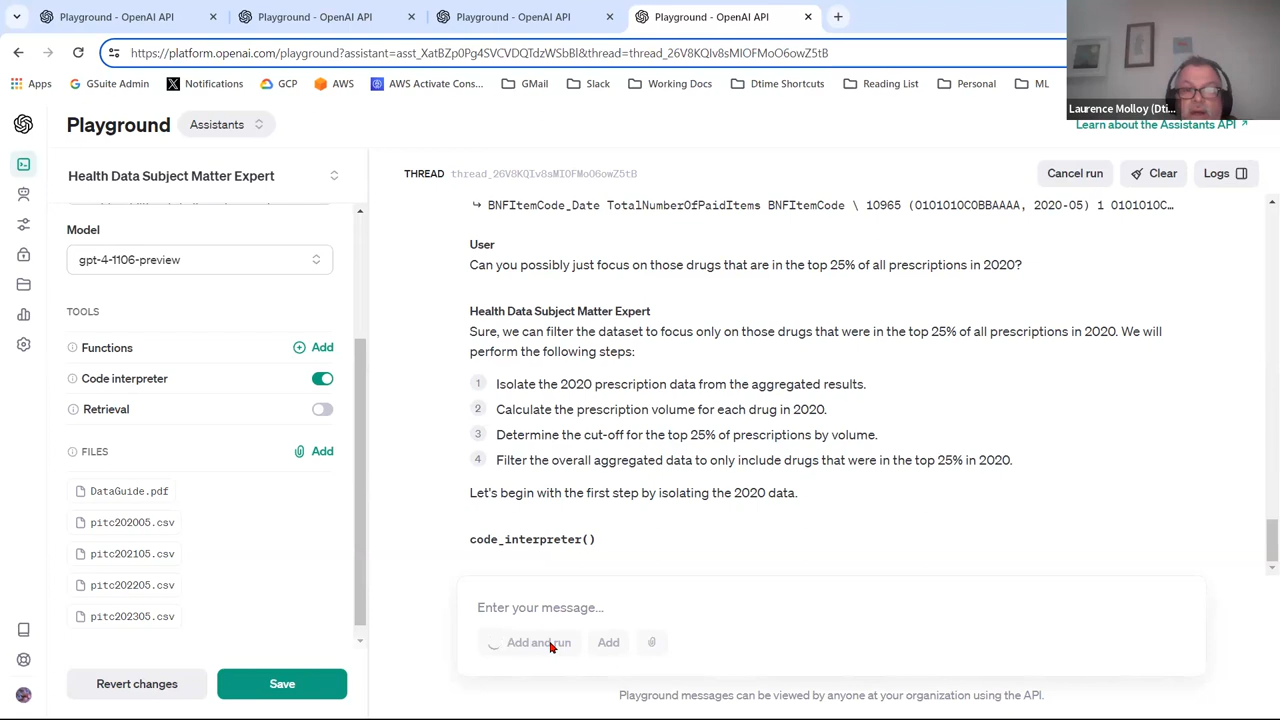 Playground - OpenAI API
Playground - OpenAI API
Playground - OpenAI API
Playground - OpenAI API
https://platform.openai.com/playground?assistant=asst_XatBZp0Pg4SVCVDQTdzWSbBl&thread=thread_26V8KQIv8sMIOFMoO6owZ5tB
Apps GSuite Admin Notifications GCP AWS AWS Activate Cons... GMail Slack Working Docs Dtime Shortcuts Reading List Personal ML
Laurence Molloy (Dti...
Playground Assistants
Learn about the Assistants API
Health Data Subject Matter Expert
THREAD thread_26V8KQIv8sMIOFMoO6owZ5tB
Cancel run Clear Logs
Model
gpt-4-1106-preview
TOOLS
Functions Add
Code interpreter
Retrieval
FILES Add
DataGuide.pdf
pitc202005.csv
pitc202105.csv
pitc202205.csv
pitc202305.csv
Revert changes Save
BNFItemCode_Date TotalNumberOfPaidItems BNFItemCode \ 10965 (0101010C0BBAAAA, 2020-05) 1 0101010C…
User
Can you possibly just focus on those drugs that are in the top 25% of all prescriptions in 2020?
Health Data Subject Matter Expert
Sure, we can filter the dataset to focus only on those drugs that were in the top 25% of all prescriptions in 2020. We will
perform the following steps:
1 Isolate the 2020 prescription data from the aggregated results.
2 Calculate the prescription volume for each drug in 2020.
3 Determine the cut-off for the top 25% of prescriptions by volume.
4 Filter the overall aggregated data to only include drugs that were in the top 25% in 2020.
Let's begin with the first step by isolating the 2020 data.
code_interpreter()
Enter your message...
Add and run Add
Playground messages can be viewed by anyone at your organization using the API.